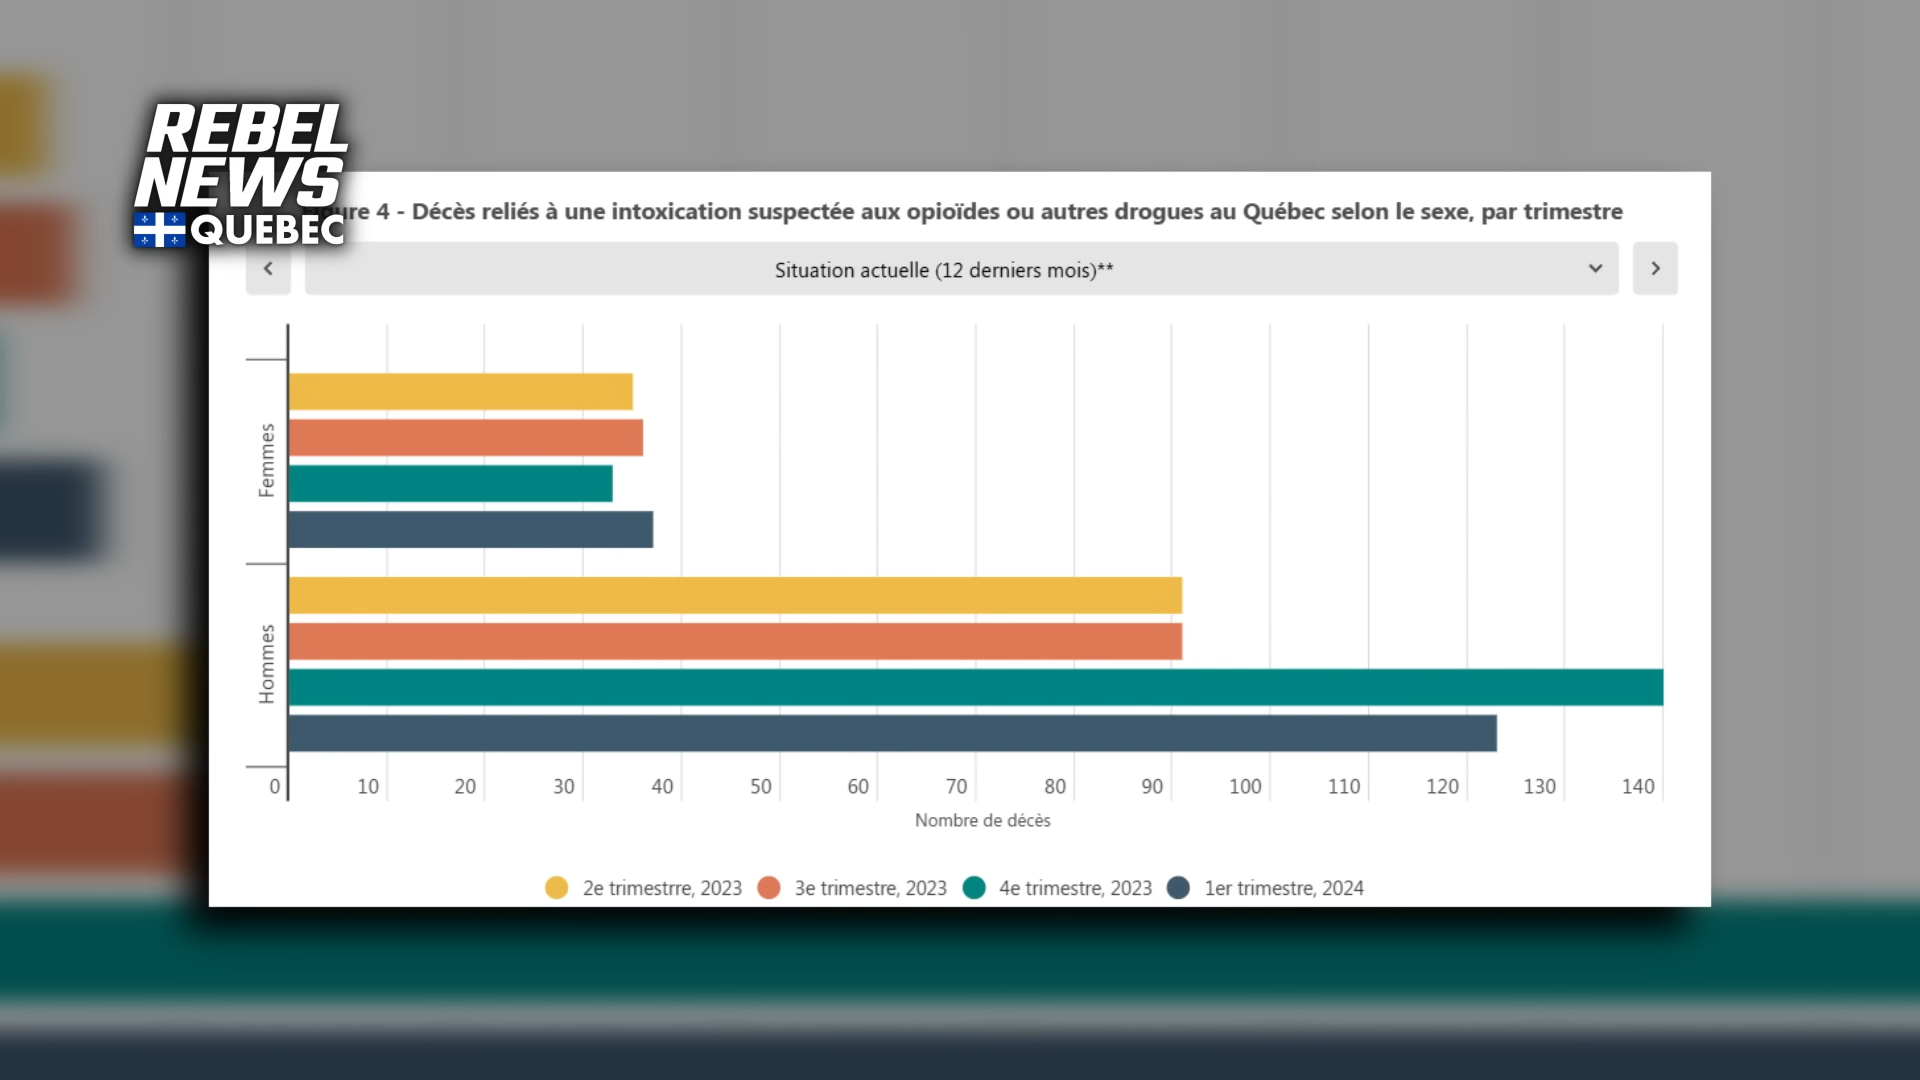 REBEL
NEWS
QUEBEC
4 - Décès reliés à une intoxication suspectée aux opioïdes ou autres drogues au Québec selon le sexe, par trimestre
Situation actuelle (12 derniers mois)**
Femmes
Hommes
0 10 20 30 40 50 60 70 80 90 100 110 120 130 140
Nombre de décès
2e trimestrre, 2023 3e trimestre, 2023 4e trimestre, 2023 1er trimestre, 2024